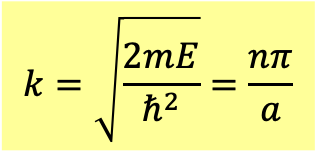 k = √(2mE/ħ²) = nπ/a